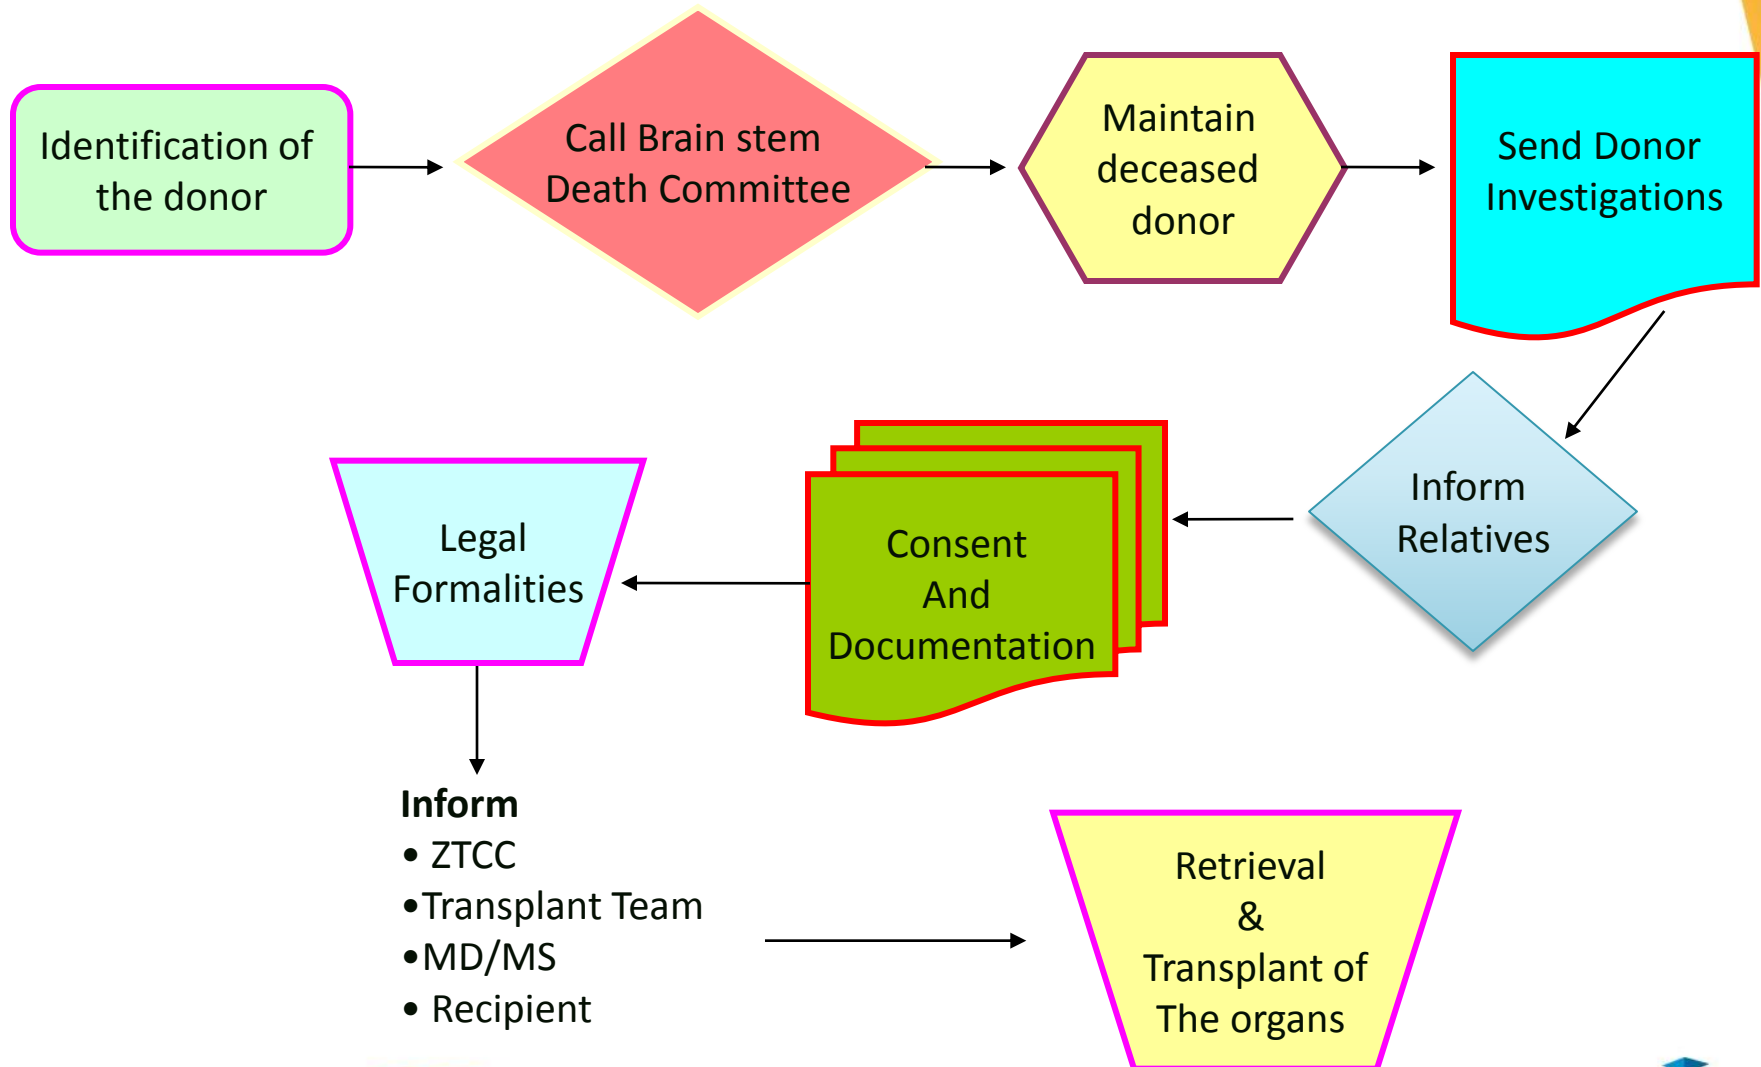 Identification of
the donor
Call Brain stem
Death Committee
Maintain
deceased
donor
Send Donor
Investigations
Inform
Relatives
Consent
And
Documentation
Legal
Formalities
Inform
• ZTCC
•Transplant Team
•MD/MS
• Recipient
Retrieval
&
Transplant of
The organs